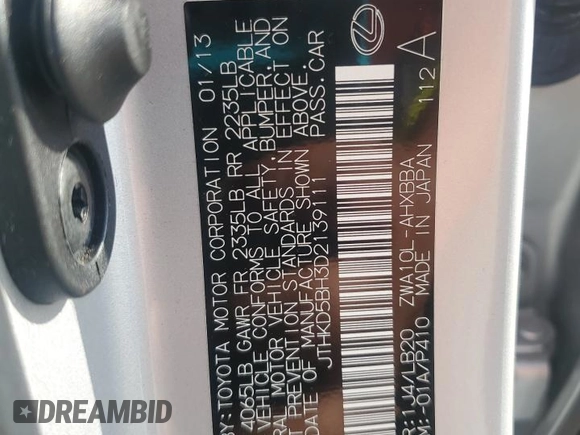 BY: TOYOTA MOTOR CORPORATION 01/13
4065LB GAWR FR 2335LB RR 2235LB
VEHICLE CONFORMS TO ALL APPLICABLE
MOTOR VEHICLE SAFETY, BUMPER, AND
PREVENTION STANDARDS IN EFFECT ON
DATE OF MANUFACTURE SHOWN ABOVE.
JTHKD5BH3D2139111 PASS.CAR
1J4/LB20 ZWA10L-AHXBBA
-01A/P410 MADE IN JAPAN 112 A
DREAMBID